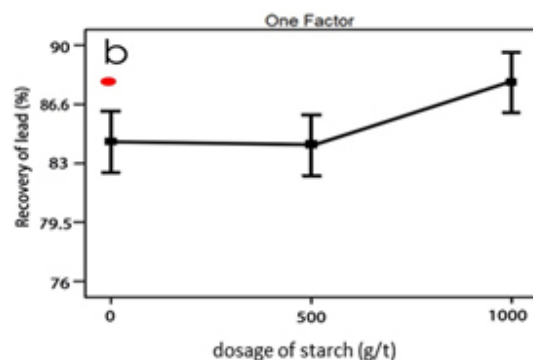 One Factor
b
Recovery of lead (%)
90
86.6
83
79.5
76
0 500 1000
dosage of starch (g/t)